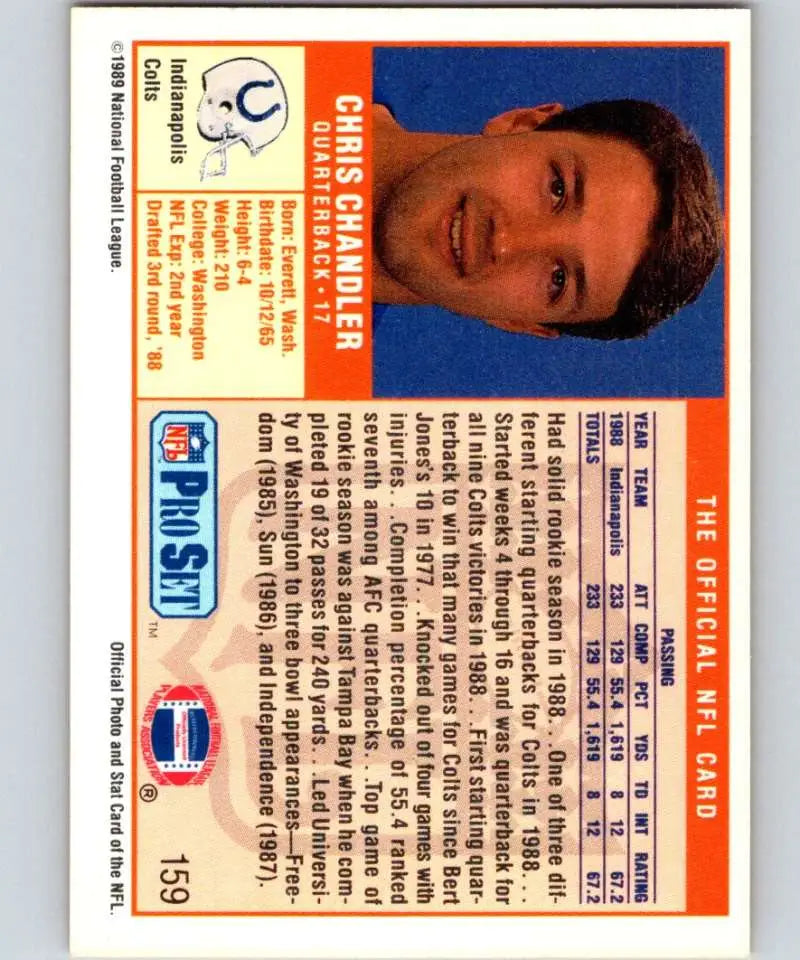 THE OFFICIAL NFL CARD
CHRIS CHANDLER
QUARTERBACK • 17
Indianapolis
Colts
Born: Everett, Wash.
Birthdate: 10/12/65
Height: 6-4
Weight: 210
College: Washington
NFL Exp: 2nd year
Drafted 3rd round, '88
PASSING
YEAR TEAM ATT COMP PCT YDS TD INT RATING
1988 Indianapolis 233 129 55.4 1,619 8 12 67.2
TOTALS 233 129 55.4 1,619 8 12 67.2
Had solid rookie season in 1988. . .One of three dif-
ferent starting quarterbacks for Colts in 1988. . .
Started weeks 4 through 16 and was quarterback for
all nine Colts victories in 1988. . .First starting quar-
terback to win that many games for Colts since Bert
Jones's 10 in 1977. . .Knocked out of four games with
injuries. . .Completion percentage of 55.4 ranked
seventh among AFC quarterbacks. . .Top game of
rookie season was against Tampa Bay when he com-
pleted 19 of 32 passes for 240 yards. . .Led Universi-
ty of Washington to three bowl appearances—Free-
dom (1985), Sun (1986), and Independence (1987).
NFL PRO SET TM
NATIONAL FOOTBALL LEAGUE
PLAYERS ASSOCIATION
®
159
©1989 National Football League.
Official Photo and Stat Card of the NFL.